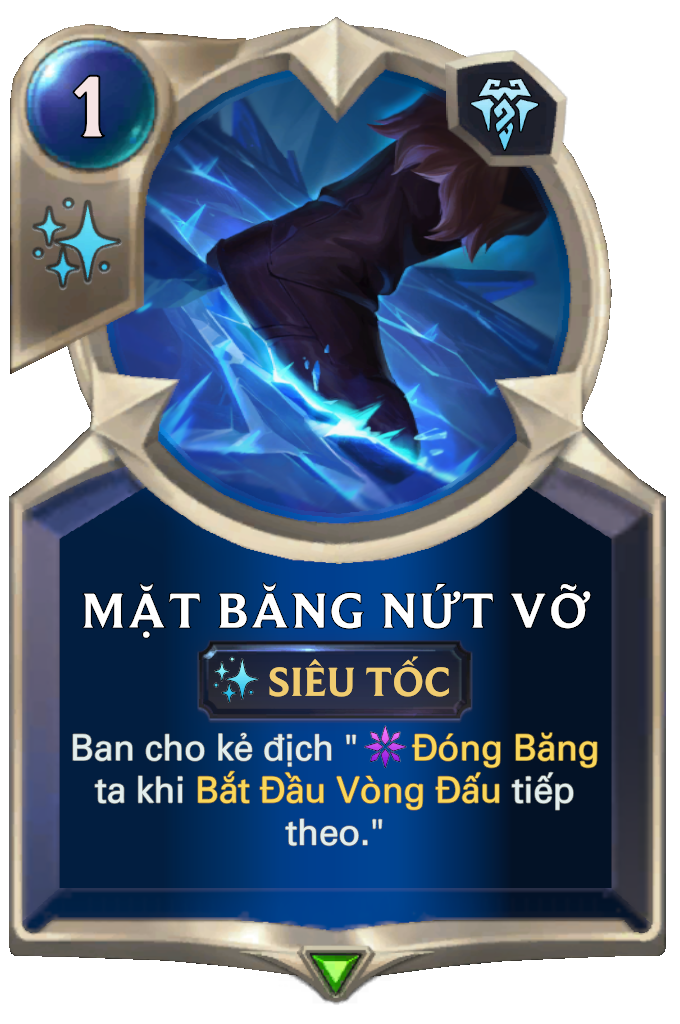 1
MẶT BĂNG NỨT VỠ
SIÊU TỐC
Ban cho kẻ địch " Đóng Băng
ta khi Bắt Đầu Vòng Đấu tiếp
theo."